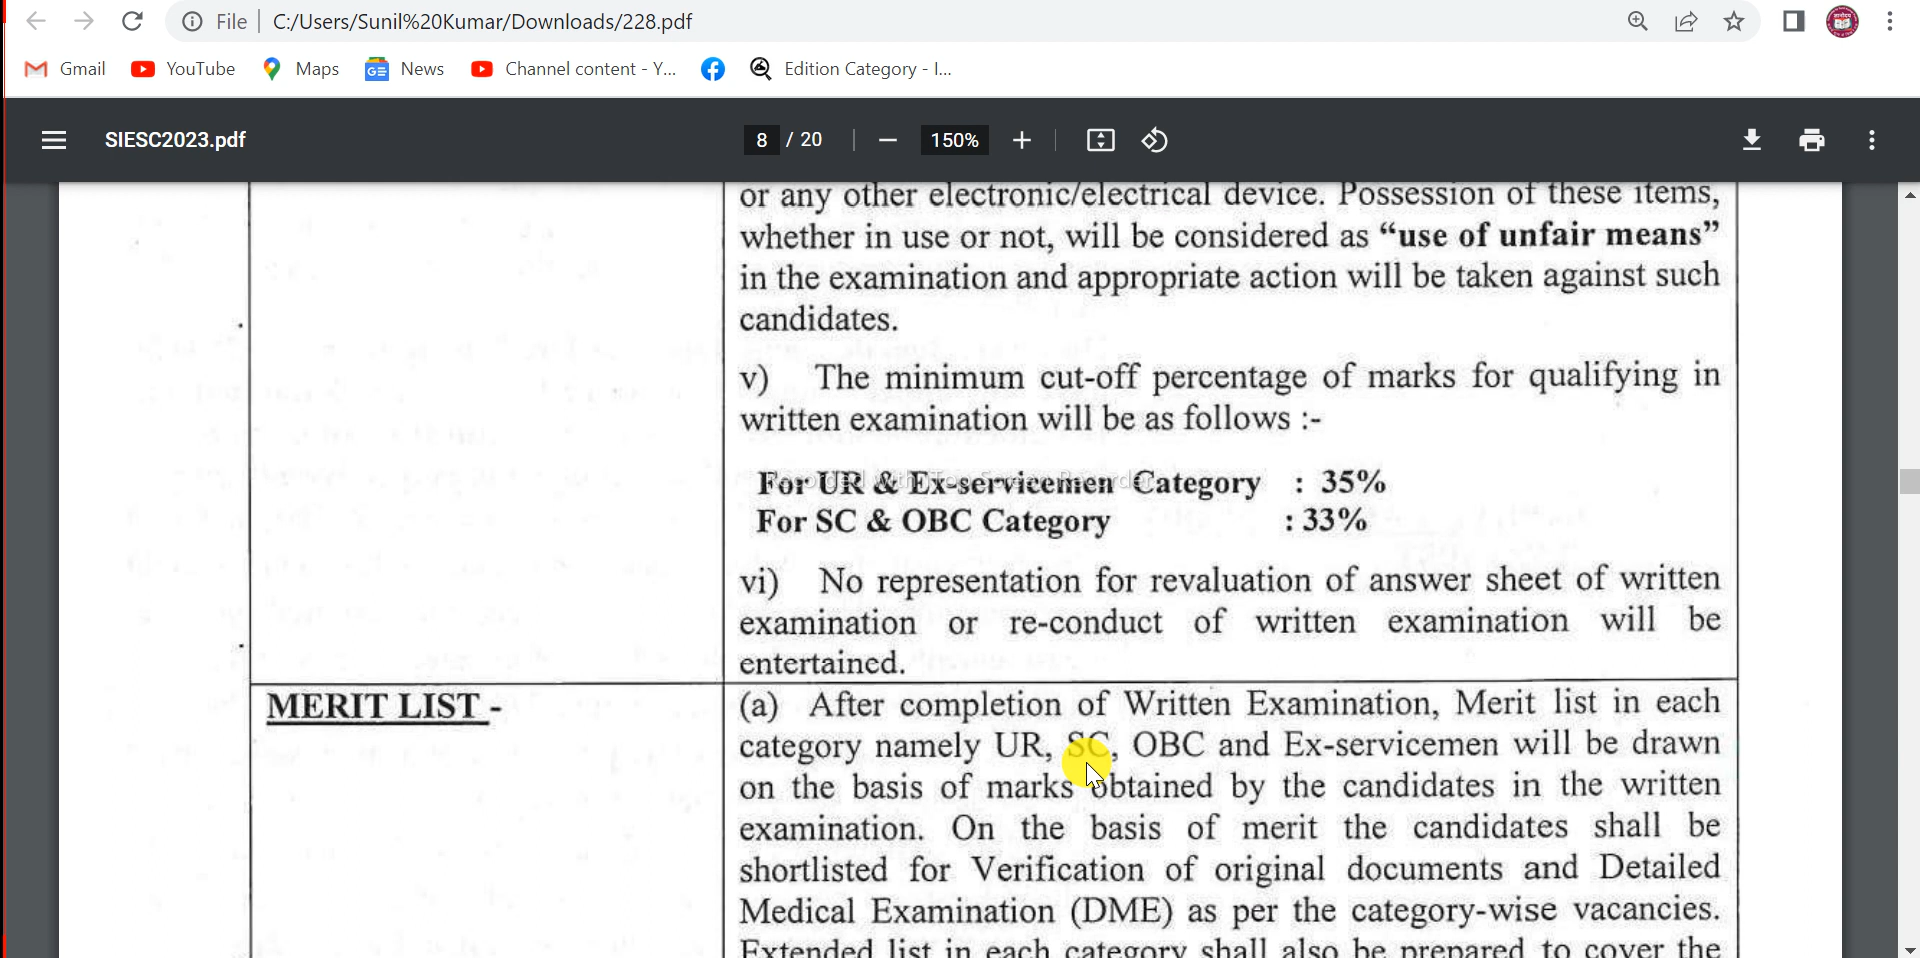 File C:/Users/Sunil%20Kumar/Downloads/228.pdf
Gmail YouTube Maps News Channel content - Y... Edition Category - I...
SIESC2023.pdf 8 / 20 150%
or any other electronic/electrical device. Possession of these items,
whether in use or not, will be considered as “use of unfair means”
in the examination and appropriate action will be taken against such
candidates.
v) The minimum cut-off percentage of marks for qualifying in
written examination will be as follows :-
For UR & Ex-servicemen Category : 35%
Recorded with iTop Screen Recorder
For SC & OBC Category : 33%
vi) No representation for revaluation of answer sheet of written
examination or re-conduct of written examination will be
entertained.
MERIT LIST - (a) After completion of Written Examination, Merit list in each
category namely UR, SC, OBC and Ex-servicemen will be drawn
on the basis of marks obtained by the candidates in the written
examination. On the basis of merit the candidates shall be
shortlisted for Verification of original documents and Detailed
Medical Examination (DME) as per the category-wise vacancies.
Extended list in each category shall also be prepared to cover the